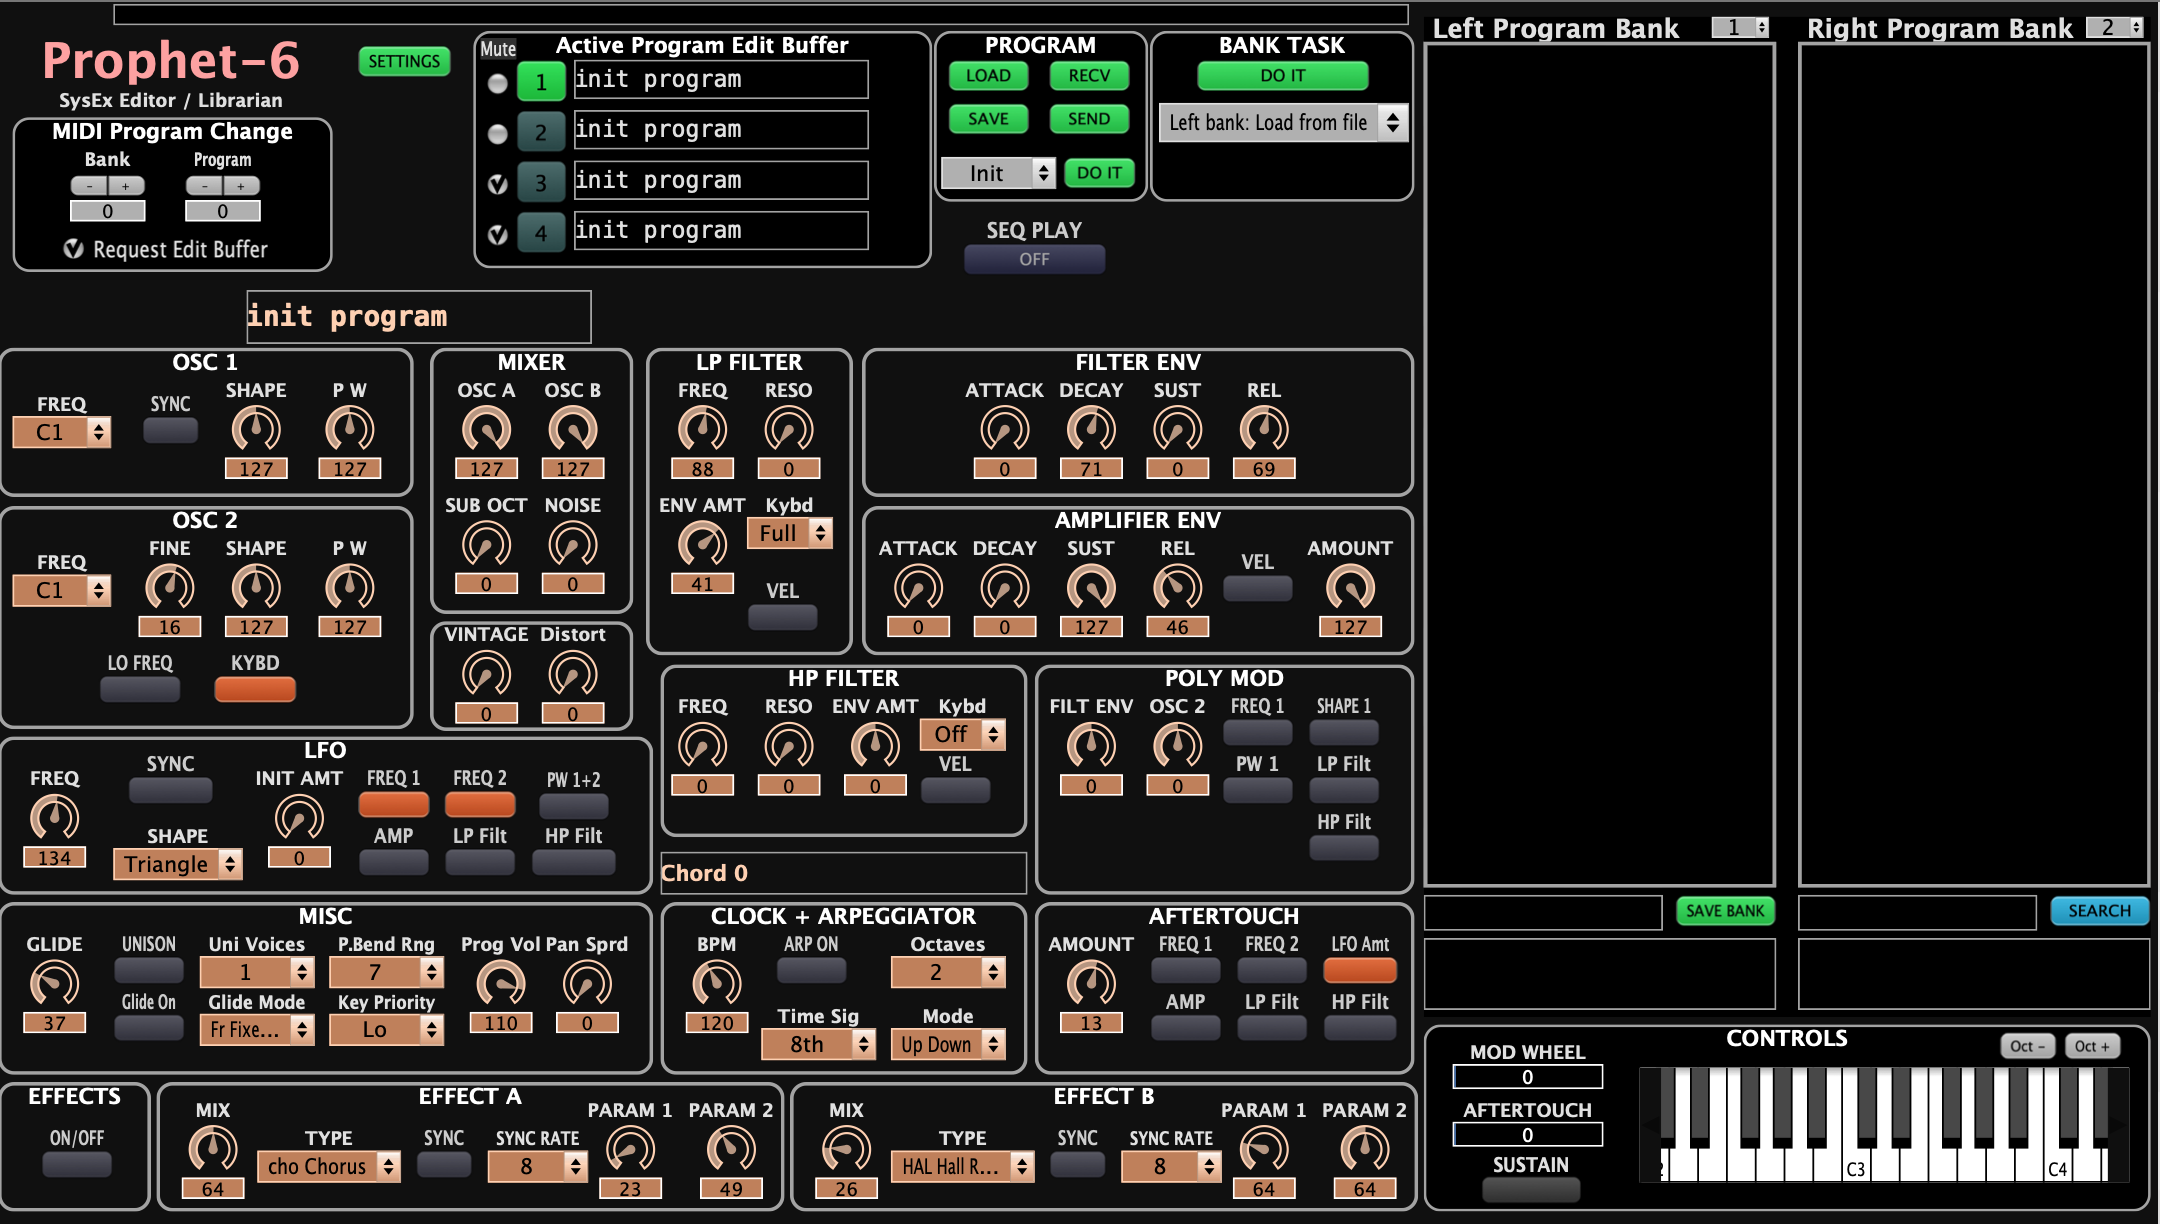 Prophet-6
SysEx Editor / Librarian
SETTINGS
MIDI Program Change
Bank Program
- + - +
0 0
Request Edit Buffer
Mute Active Program Edit Buffer
1 init program
2 init program
3 init program
4 init program
PROGRAM
LOAD RECV
SAVE SEND
Init DO IT
BANK TASK
DO IT
Left bank: Load from file
SEQ PLAY
OFF
Left Program Bank 1
Right Program Bank 2
init program
OSC 1
FREQ SYNC SHAPE P W
C1
127 127
OSC 2
FREQ FINE SHAPE P W
C1
16 127 127
LO FREQ KYBD
MIXER
OSC A OSC B
127 127
SUB OCT NOISE
0 0
VINTAGE Distort
0 0
LP FILTER
FREQ RESO
88 0
ENV AMT Kybd
Full
41
VEL
FILTER ENV
ATTACK DECAY SUST REL
0 71 0 69
AMPLIFIER ENV
ATTACK DECAY SUST REL VEL AMOUNT
0 0 127 46 127
HP FILTER
FREQ RESO ENV AMT Kybd
Off
VEL
0 0 0
POLY MOD
FILT ENV OSC 2 FREQ 1 SHAPE 1
PW 1 LP Filt
0 0
HP Filt
LFO
FREQ SYNC INIT AMT FREQ 1 FREQ 2 PW 1+2
SHAPE AMP LP Filt HP Filt
134 Triangle 0
Chord 0
MISC
GLIDE UNISON Uni Voices P.Bend Rng Prog Vol Pan Sprd
1 7
Glide On Glide Mode Key Priority
37 Fr Fixe... Lo 110 0
CLOCK + ARPEGGIATOR
BPM ARP ON Octaves
2
120 Time Sig Mode
8th Up Down
AFTERTOUCH
AMOUNT FREQ 1 FREQ 2 LFO Amt
AMP LP Filt HP Filt
13
SAVE BANK
SEARCH
EFFECTS
ON/OFF
EFFECT A
MIX TYPE SYNC SYNC RATE PARAM 1 PARAM 2
cho Chorus 8
64 23 49
EFFECT B
MIX TYPE SYNC SYNC RATE PARAM 1 PARAM 2
HAL Hall R... 8
26 64 64
CONTROLS
MOD WHEEL
0
AFTERTOUCH
0
SUSTAIN
Oct - Oct +
C3 C4